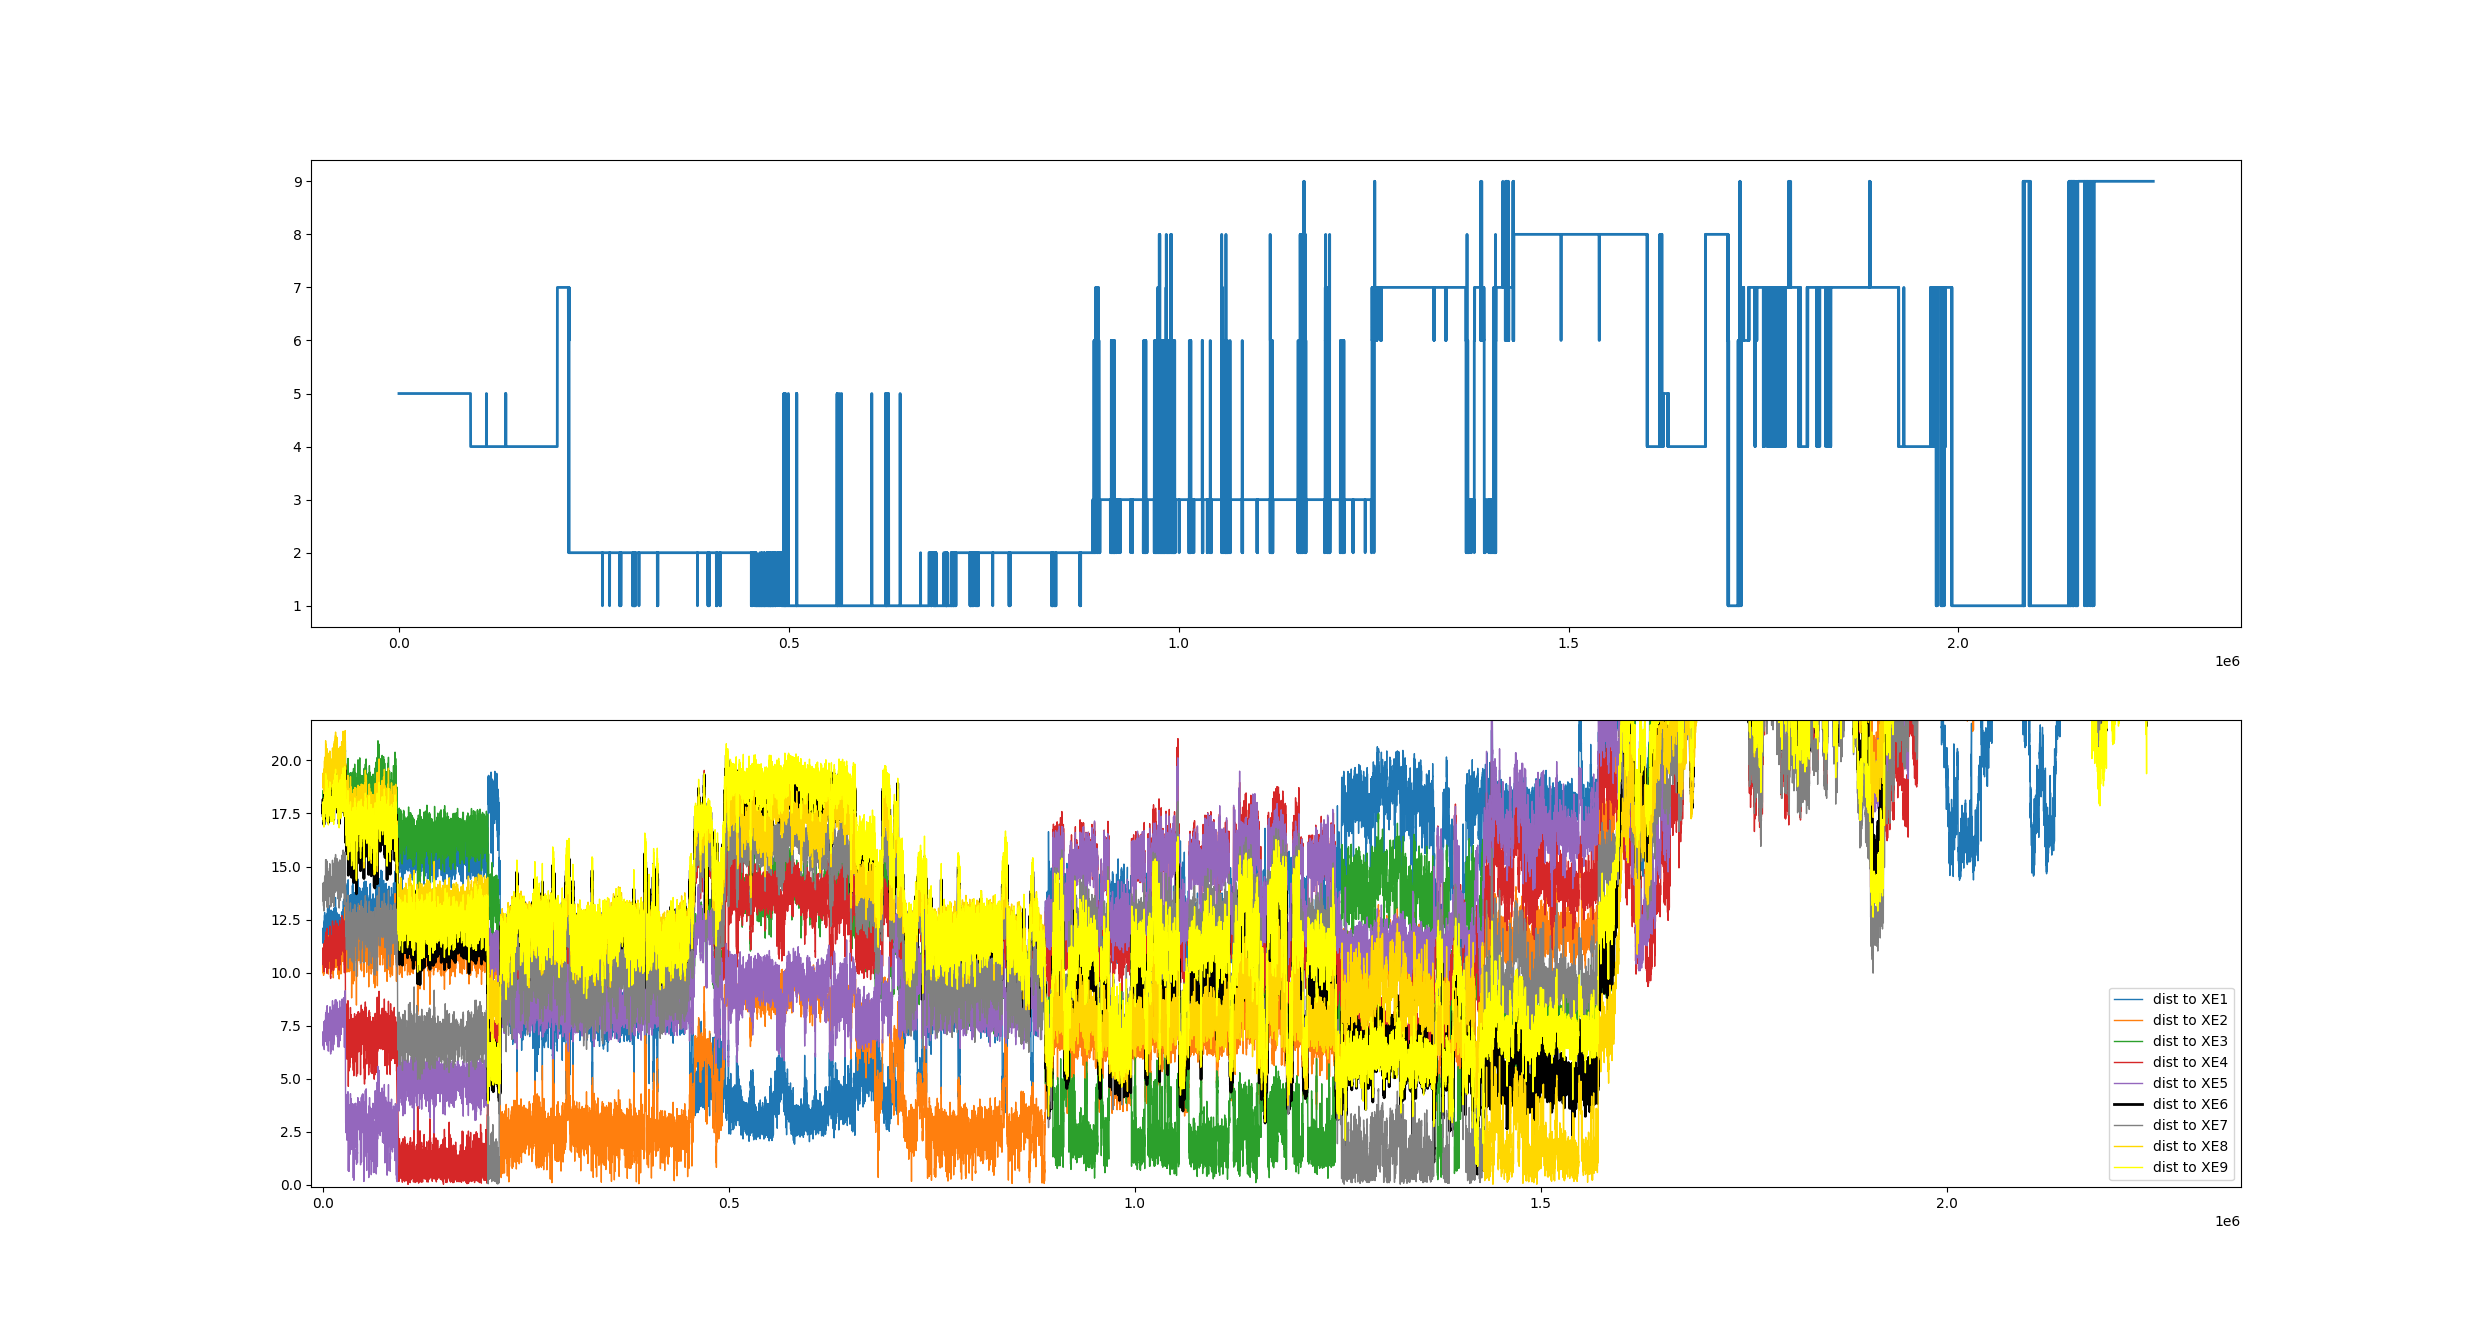 9
8
7
6
5
4
3
2
1
0.0 0.5 1.0 1.5 2.0
1e6
20.0
17.5
15.0
12.5
10.0
7.5
5.0
2.5
0.0
dist to XE1
dist to XE2
dist to XE3
dist to XE4
dist to XE5
dist to XE6
dist to XE7
dist to XE8
dist to XE9
0.0 0.5 1.0 1.5 2.0
1e6